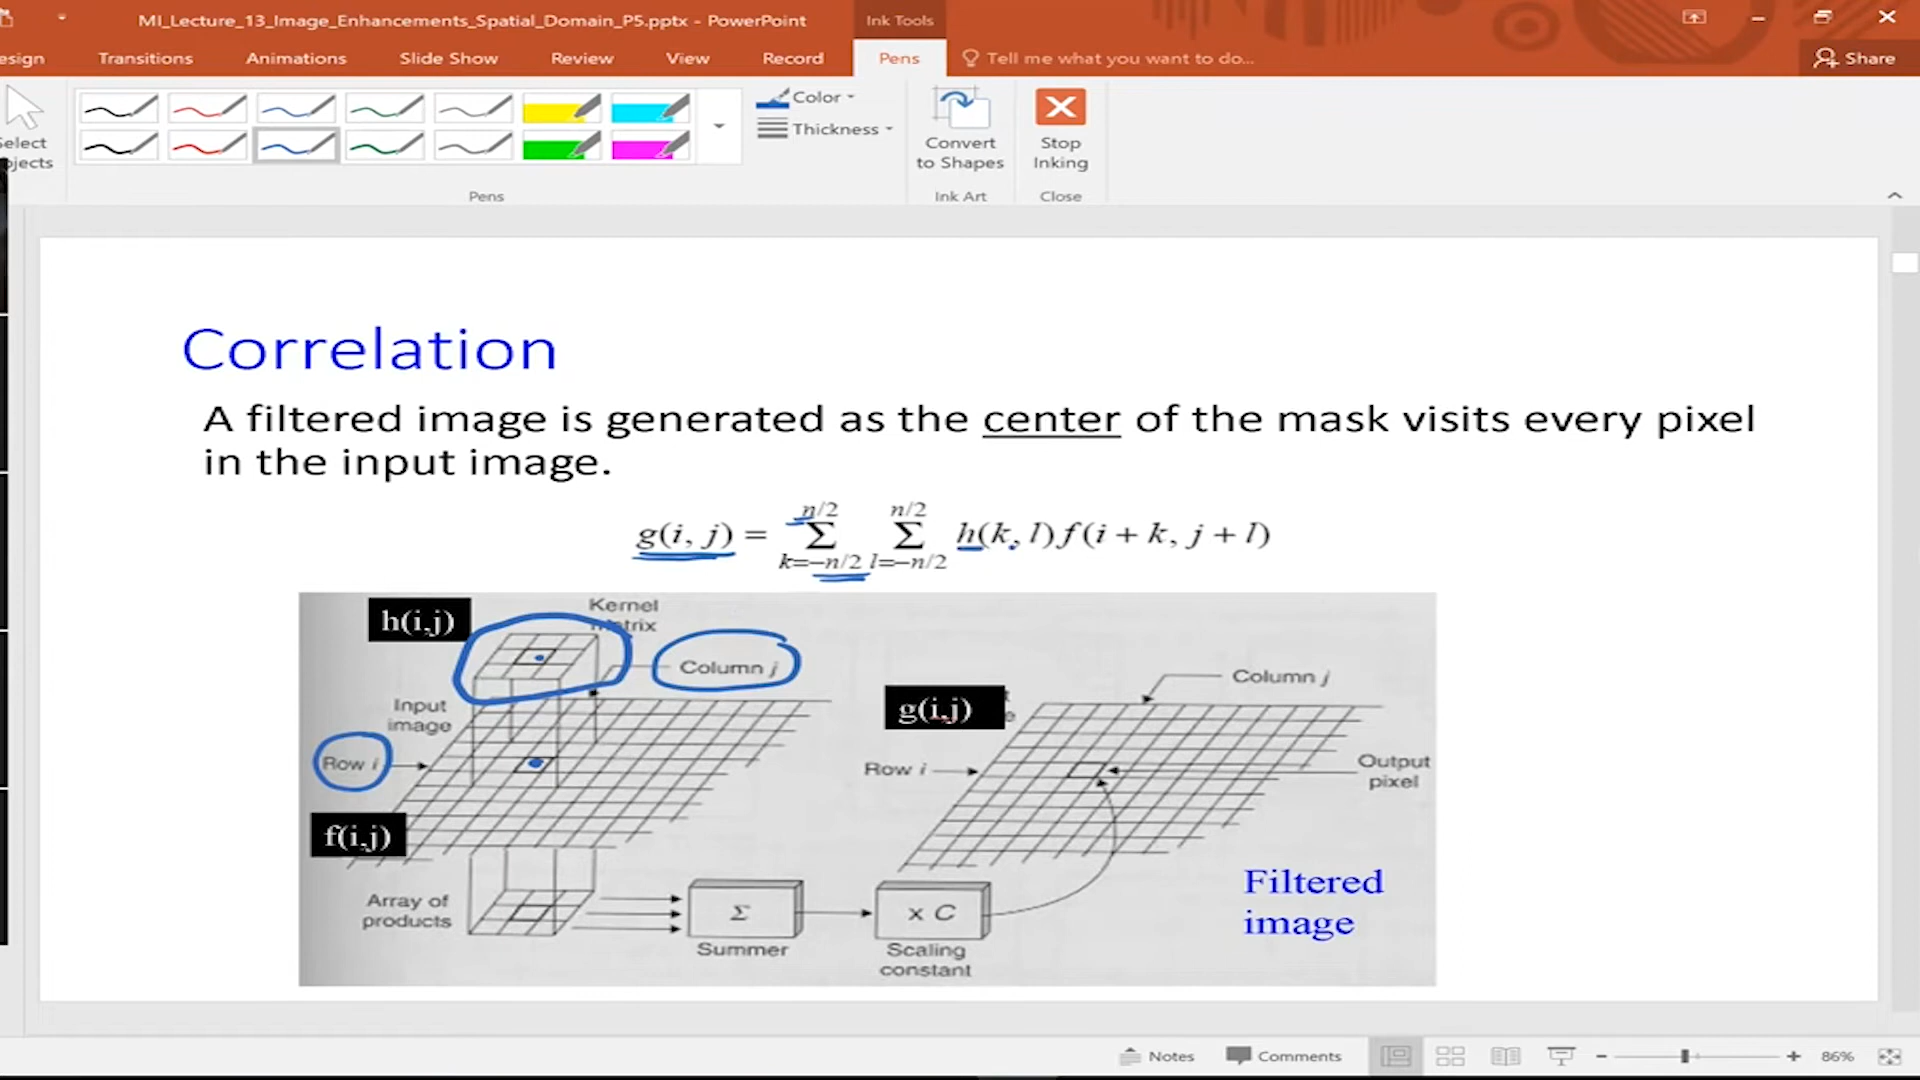 MI_Lecture_13_Image_Enhancements_Spatial_Domain_P5.pptx - PowerPoint
Ink Tools
esign Transitions Animations Slide Show Review View Record Pens Tell me what you want to do... Share
Select
bjects
Color
Thickness
Convert
to Shapes
Stop
Inking
Pens Ink Art Close
Correlation
A filtered image is generated as the center of the mask visits every pixel
in the input image.
g(i, j) = n/2 Σ k=−n/2 n/2 Σ l=−n/2 h(k, l) f(i + k, j + l)
h(i,j)
Kernel
matrix
Column j
Input
image
Row i
f(i,j)
Array of
products
Σ
Summer
x C
Scaling
constant
g(i,j)
Column j
Row i
Output
pixel
Filtered
image
Notes Comments 86%